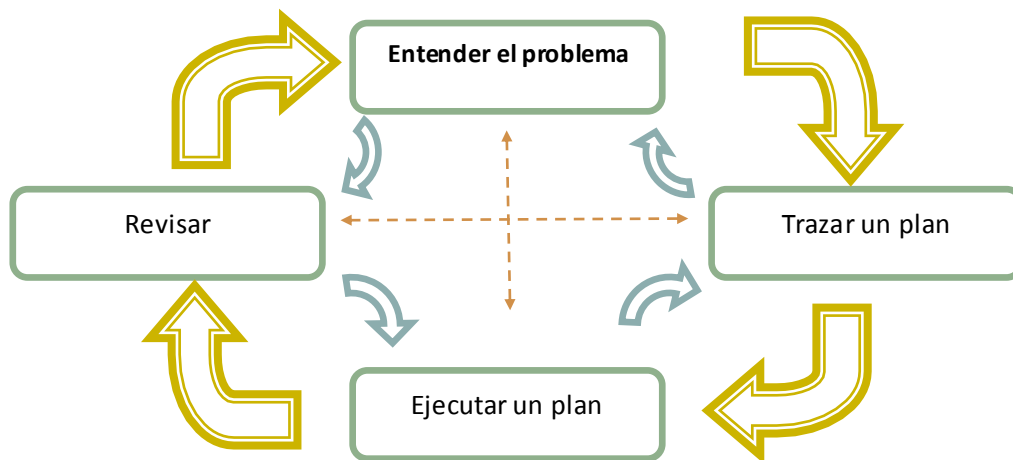 Entender el problema
Revisar
Trazar un plan
Ejecutar un plan